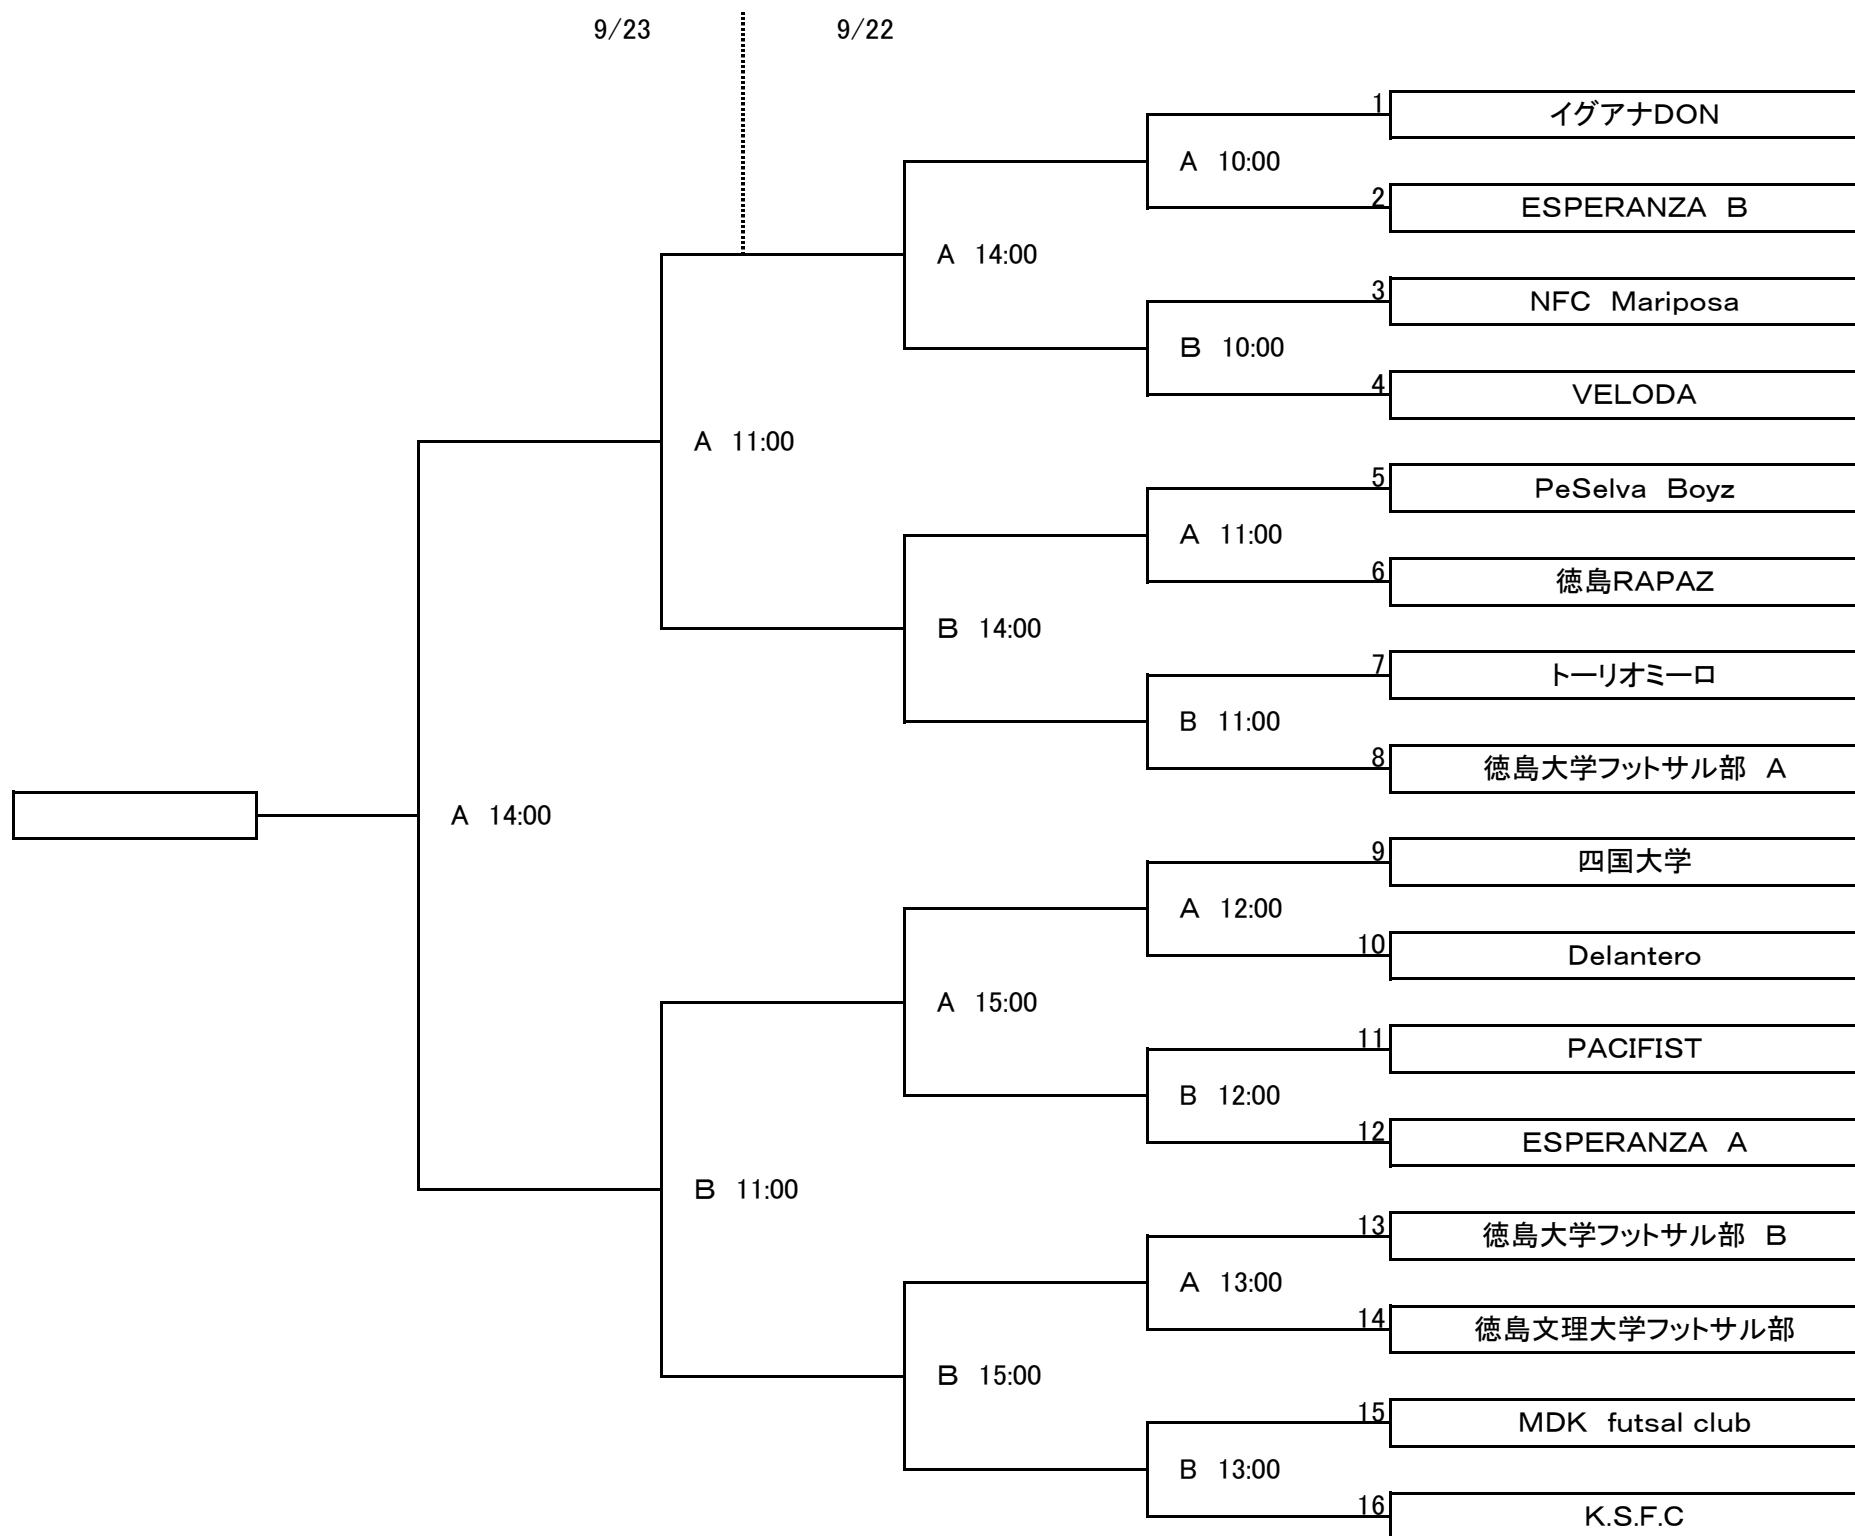 9/23 9/22
1 イグアナDON
A 10:00
2 ESPERANZA B
A 14:00
3 NFC Mariposa
B 10:00
4 VELODA
A 11:00
5 PeSelva Boyz
A 11:00
6 徳島RAPAZ
B 14:00
7 トーリオミーロ
B 11:00
8 徳島大学フットサル部 A
A 14:00
9 四国大学
A 12:00
10 Delantero
A 15:00
11 PACIFIST
B 12:00
12 ESPERANZA A
B 11:00
13 徳島大学フットサル部 B
A 13:00
14 徳島文理大学フットサル部
B 15:00
15 MDK futsal club
B 13:00
16 K.S.F.C